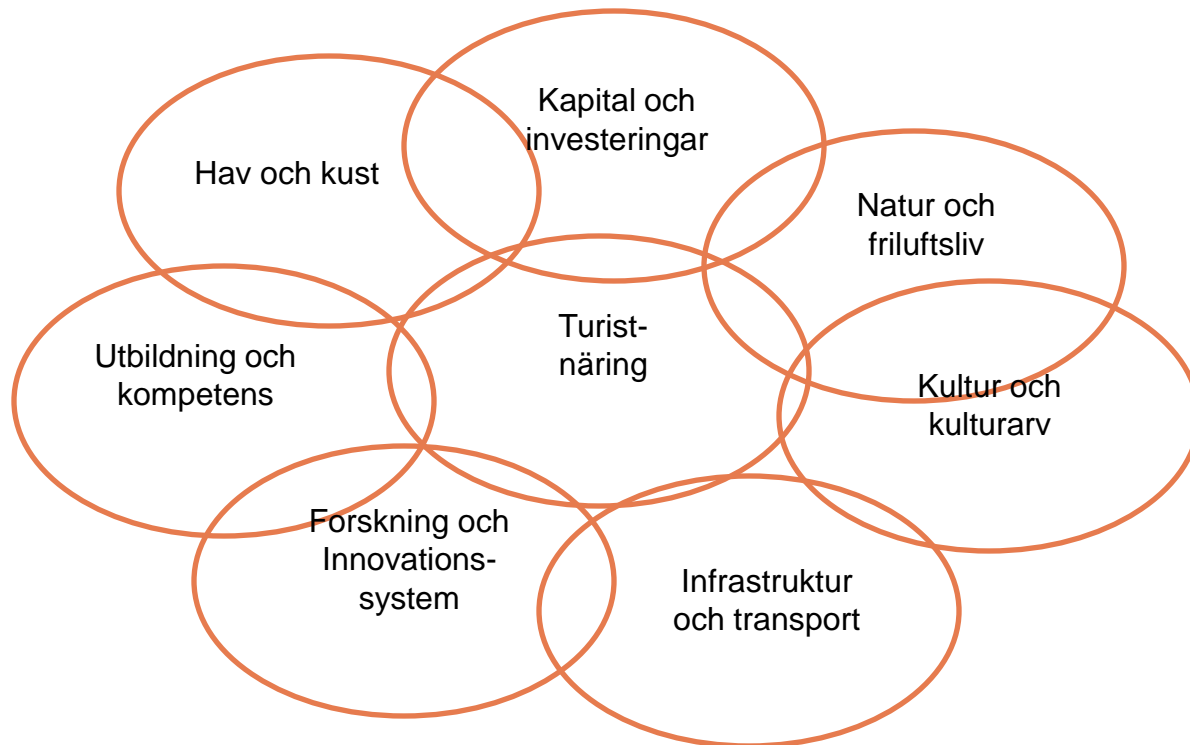 Kapital och
investeringar
Hav och kust
Natur och
friluftsliv
Turist-
näring
Utbildning och
kompetens
Kultur och
kulturarv
Forskning och
Innovations-
system
Infrastruktur
och transport